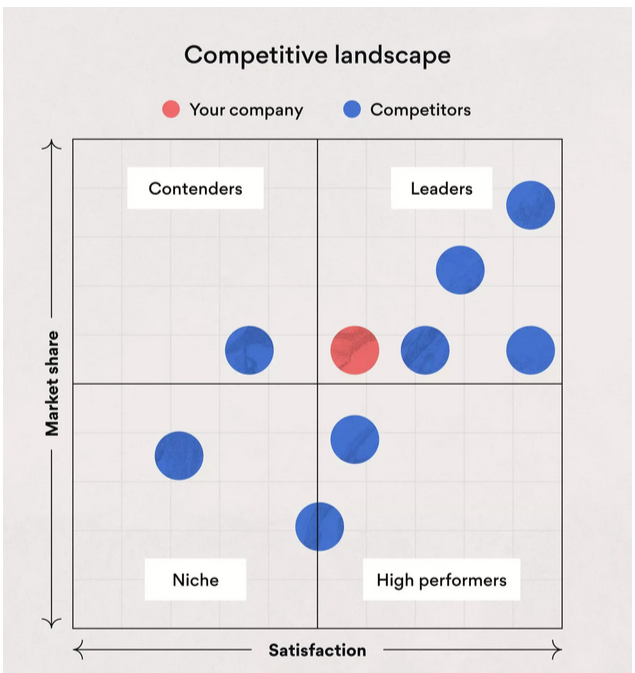 Competitive landscape
Your company
Competitors
Contenders
Leaders
Market share
Niche
High performers
Satisfaction